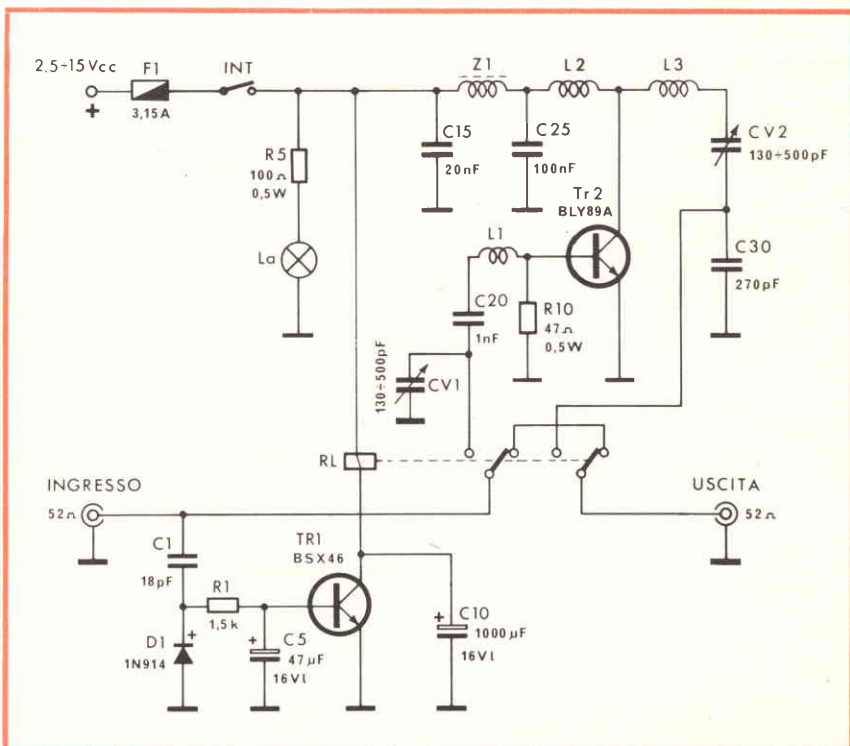 2,5÷15Vcc
+
F1
3,15A
INT
Z1
L2
L3
R5
100Ω
0,5W
La
C15
20nF
C25
100nF
CV2
130÷500pF
Tr2
BLY89A
L1
C20
1nF
R10
47Ω
0,5W
C30
270pF
130÷500pF
CV1
RL
INGRESSO
52Ω
USCITA
52Ω
C1
18pF
TR1
BSX46
R1
1,5k
D1
+
1N914
+
C5
47µF
16Vl
+
C10
1000µF
16Vl